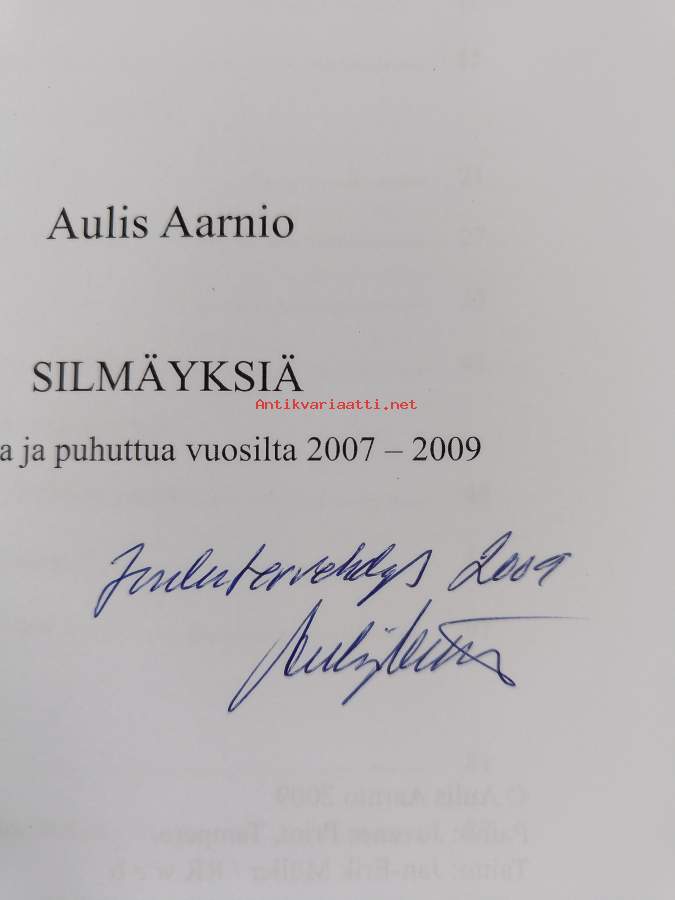 Aulis Aarnio
SILMÄYKSIÄ
Antikvariaatti.net
a ja puhuttua vuosilta 2007 – 2009
Joulutervehdys 2009
© Aulis Aarnio 2009